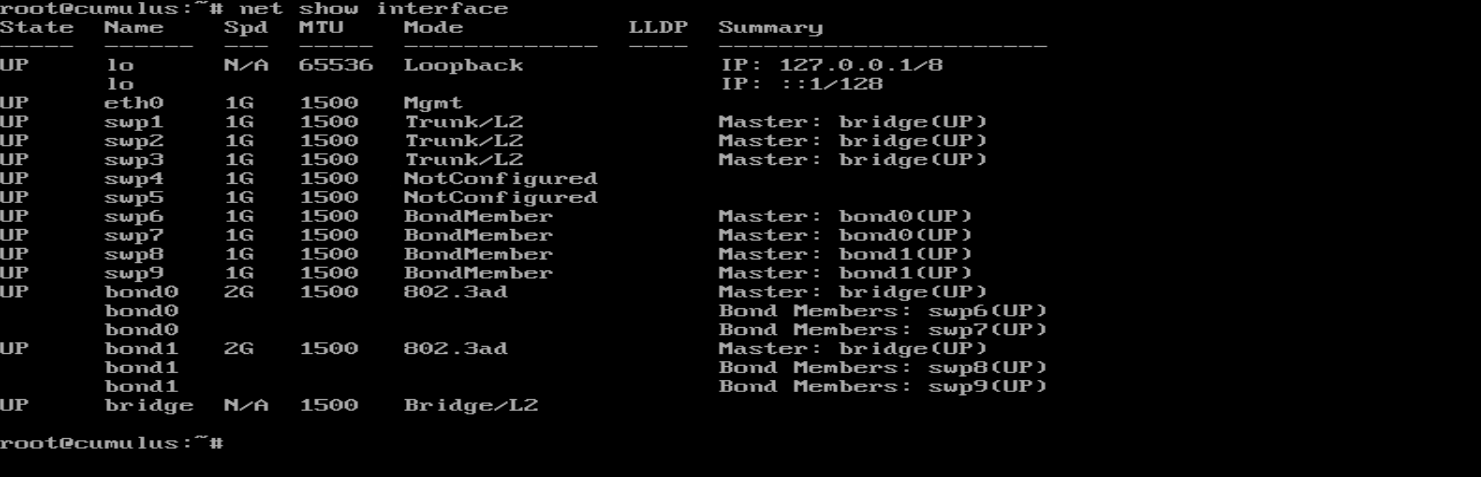 root@cumulus:~# net show interface
State  Name    Spd  MTU    Mode           LLDP  Summary
-----  ------  ---  -----  -------------  ----  ----------------------
UP     lo      N/A  65536  Loopback             IP: 127.0.0.1/8
       lo                                       IP: ::1/128
UP     eth0    1G   1500   Mgmt
UP     swp1    1G   1500   Trunk/L2             Master: bridge(UP)
UP     swp2    1G   1500   Trunk/L2             Master: bridge(UP)
UP     swp3    1G   1500   Trunk/L2             Master: bridge(UP)
UP     swp4    1G   1500   NotConfigured
UP     swp5    1G   1500   NotConfigured
UP     swp6    1G   1500   BondMember           Master: bond0(UP)
UP     swp7    1G   1500   BondMember           Master: bond0(UP)
UP     swp8    1G   1500   BondMember           Master: bond1(UP)
UP     swp9    1G   1500   BondMember           Master: bond1(UP)
UP     bond0   2G   1500   802.3ad              Master: bridge(UP)
       bond0                                    Bond Members: swp6(UP)
       bond0                                    Bond Members: swp7(UP)
UP     bond1   2G   1500   802.3ad              Master: bridge(UP)
       bond1                                    Bond Members: swp8(UP)
       bond1                                    Bond Members: swp9(UP)
UP     bridge  N/A  1500   Bridge/L2
root@cumulus:~#